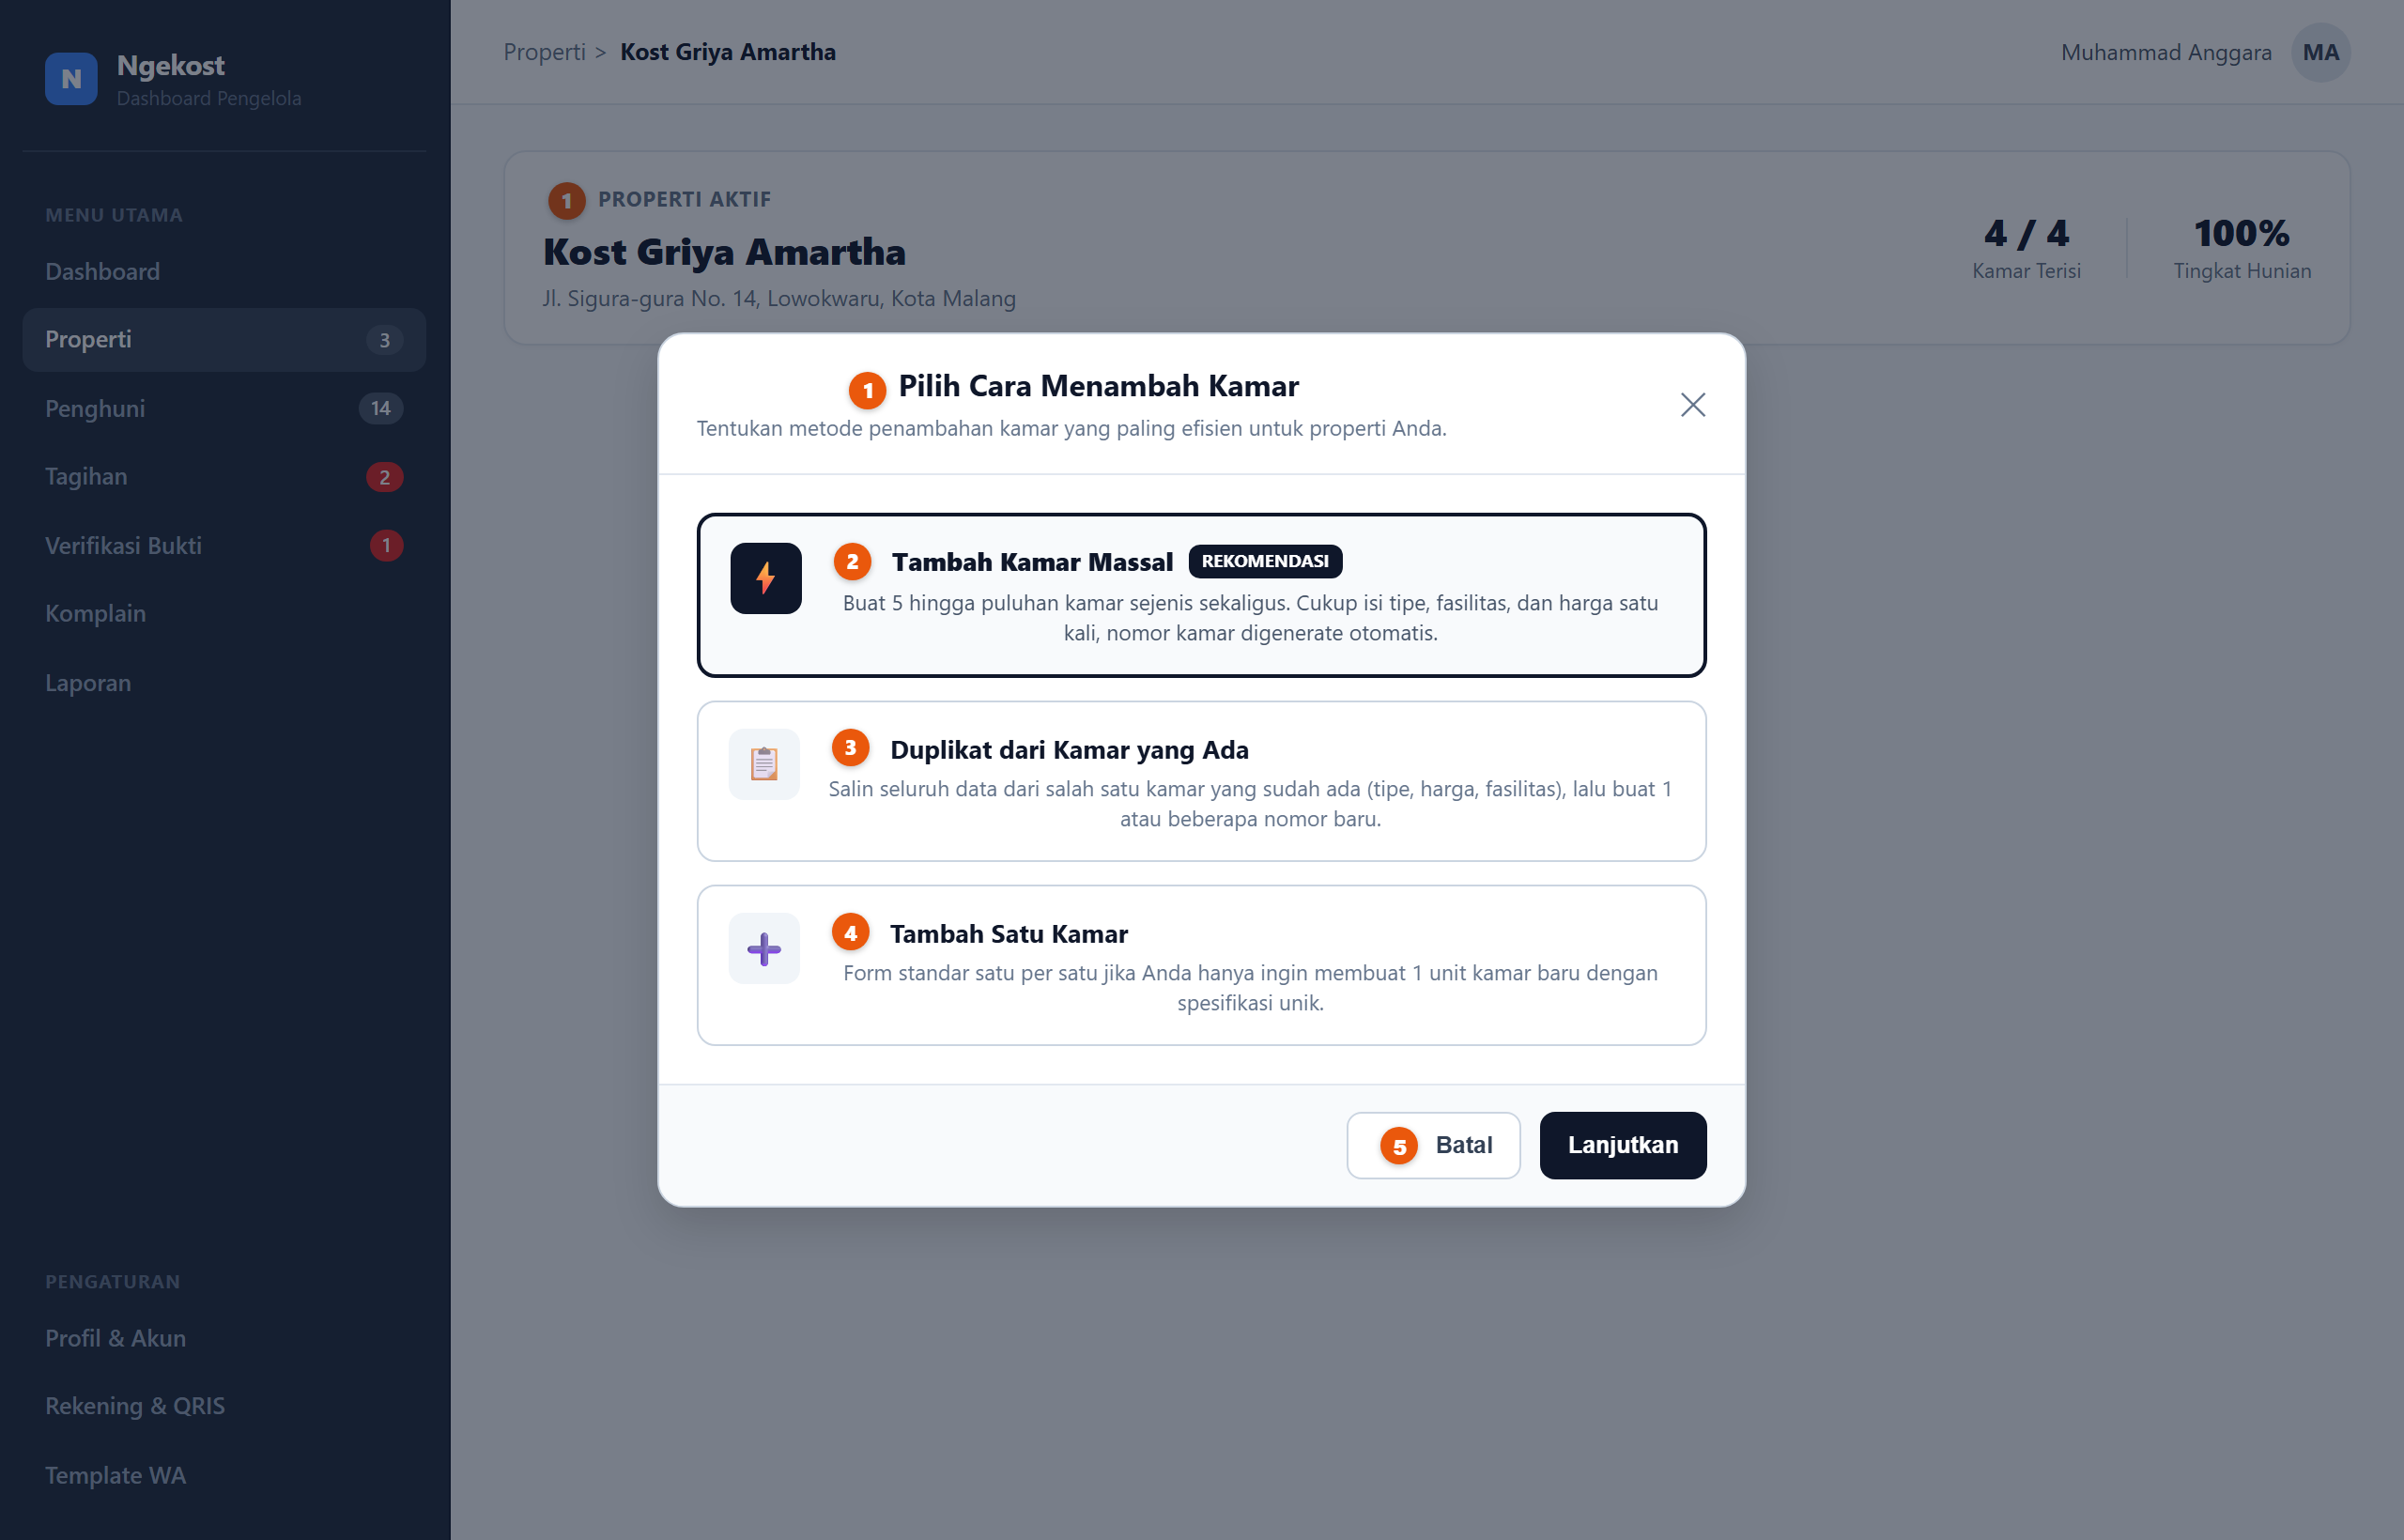 N
Ngekost
Dashboard Pengelola
MENU UTAMA
Dashboard
Properti 3
Penghuni 14
Tagihan 2
Verifikasi Bukti 1
Komplain
Laporan
PENGATURAN
Profil & Akun
Rekening & QRIS
Template WA
Properti > Kost Griya Amartha
Muhammad Anggara MA
1 PROPERTI AKTIF
Kost Griya Amartha
Jl. Sigura-gura No. 14, Lowokwaru, Kota Malang
4 / 4
Kamar Terisi
100%
Tingkat Hunian
1 Pilih Cara Menambah Kamar
Tentukan metode penambahan kamar yang paling efisien untuk properti Anda.
2 Tambah Kamar Massal REKOMENDASI
Buat 5 hingga puluhan kamar sejenis sekaligus. Cukup isi tipe, fasilitas, dan harga satu
kali, nomor kamar digenerate otomatis.
3 Duplikat dari Kamar yang Ada
Salin seluruh data dari salah satu kamar yang sudah ada (tipe, harga, fasilitas), lalu buat 1
atau beberapa nomor baru.
4 Tambah Satu Kamar
Form standar satu per satu jika Anda hanya ingin membuat 1 unit kamar baru dengan
spesifikasi unik.
5 Batal
Lanjutkan